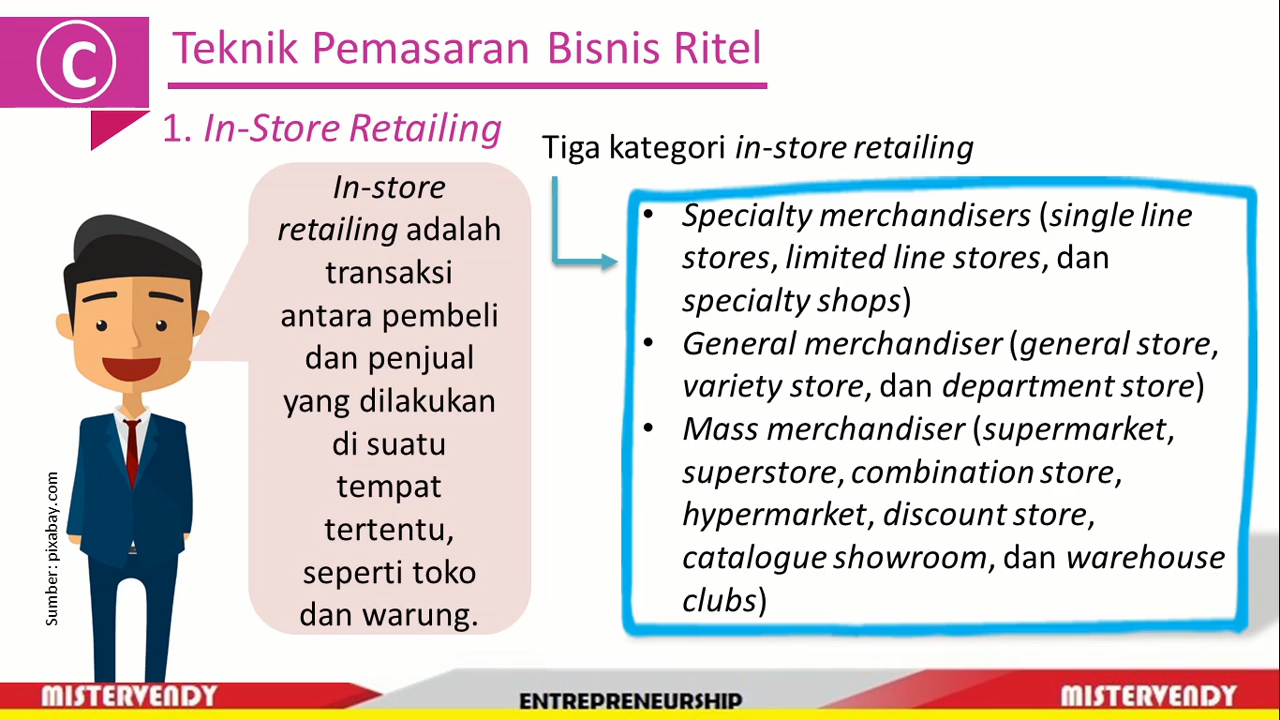 C
Teknik Pemasaran Bisnis Ritel
1. In-Store Retailing
In-store
retailing adalah
transaksi
antara pembeli
dan penjual
yang dilakukan
di suatu
tempat
tertentu,
seperti toko
dan warung.
Tiga kategori in-store retailing
• Specialty merchandisers (single line
stores, limited line stores, dan
specialty shops)
• General merchandiser (general store,
variety store, dan department store)
• Mass merchandiser (supermarket,
superstore, combination store,
hypermarket, discount store,
catalogue showroom, dan warehouse
clubs)
Sumber : pixabay.com
MISTERVENDY
ENTREPRENEURSHIP
MISTERVENDY